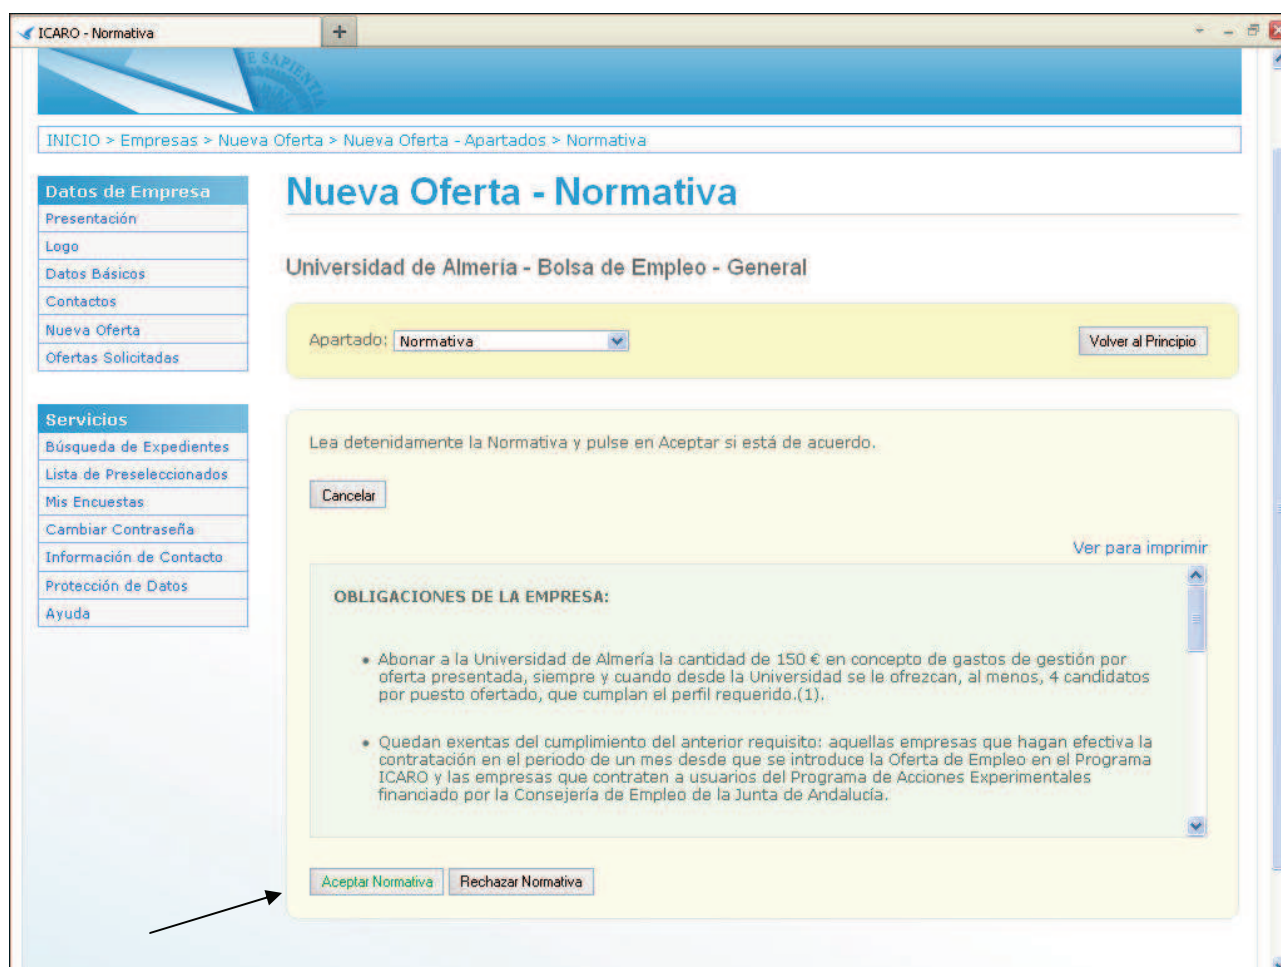 ICARO - Normativa
INICIO > Empresas > Nueva Oferta > Nueva Oferta - Apartados > Normativa
Datos de Empresa
Presentación
Logo
Datos Básicos
Contactos
Nueva Oferta
Ofertas Solicitadas
Servicios
Búsqueda de Expedientes
Lista de Preseleccionados
Mis Encuestas
Cambiar Contraseña
Información de Contacto
Protección de Datos
Ayuda
Nueva Oferta - Normativa
Universidad de Almería - Bolsa de Empleo - General
Apartado: Normativa
Volver al Principio
Lea detenidamente la Normativa y pulse en Aceptar si está de acuerdo.
Cancelar
Ver para imprimir
OBLIGACIONES DE LA EMPRESA:
• Abonar a la Universidad de Almería la cantidad de 150 € en concepto de gastos de gestión por
oferta presentada, siempre y cuando desde la Universidad se le ofrezcan, al menos, 4 candidatos
por puesto ofertado, que cumplan el perfil requerido.(1).
• Quedan exentas del cumplimiento del anterior requisito: aquellas empresas que hagan efectiva la
contratación en el periodo de un mes desde que se introduce la Oferta de Empleo en el Programa
ICARO y las empresas que contraten a usuarios del Programa de Acciones Experimentales
financiado por la Consejería de Empleo de la Junta de Andalucía.
Aceptar Normativa Rechazar Normativa